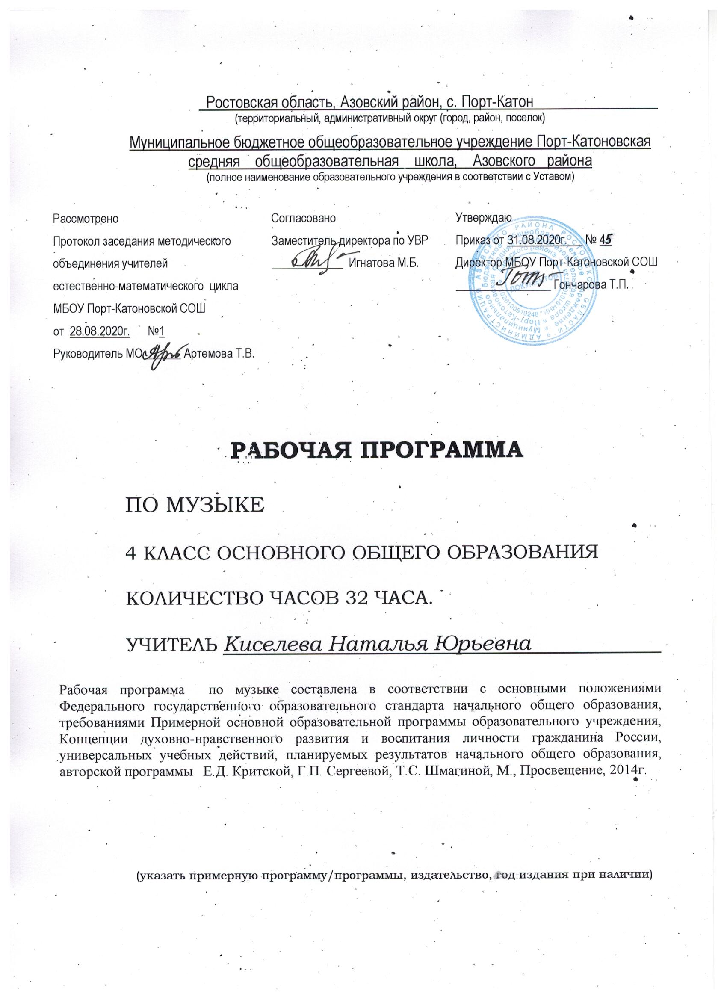 Ростовская область, Азовский район, с. Порт-Катон
(территориальный, административный округ (город, район, поселок)
Муниципальное бюджетное общеобразовательное учреждение Порт-Катоновская
средняя общеобразовательная школа, Азовского района
(полное наименование образовательного учреждения в соответствии с Уставом)
Рассмотрено
Протокол заседания методического
объединения учителей
естественно-математического цикла
МБОУ Порт-Катоновской СОШ
от 28.08.2020г. №1
Руководитель МО Артемова Т.В.
Согласовано
Заместитель директора по УВР
Игнатова М.Б.
Утверждаю
Приказ от 31.08.2020г. № 45
Директор МБОУ Порт-Катоновской СОШ
Гончарова Т.П.
АДМИНИСТРАЦИЯ АЗОВСКОГО РАЙОНА РОСТОВСКОЙ ОБЛАСТИ
РАБОЧАЯ ПРОГРАММА
ПО МУЗЫКЕ
4 КЛАСС ОСНОВНОГО ОБЩЕГО ОБРАЗОВАНИЯ
КОЛИЧЕСТВО ЧАСОВ 32 ЧАСА.
УЧИТЕЛЬ Киселева Наталья Юрьевна
Рабочая программа по музыке составлена в соответствии с основными положениями
Федерального государственного образовательного стандарта начального общего образования,
требованиями Примерной основной образовательной программы образовательного учреждения,
Концепции духовно-нравственного развития и воспитания личности гражданина России,
универсальных учебных действий, планируемых результатов начального общего образования,
авторской программы Е.Д. Критской, Г.П. Сергеевой, Т.С. Шмагиной, М., Просвещение, 2014г.
(указать примерную программу/программы, издательство, год издания при наличии)